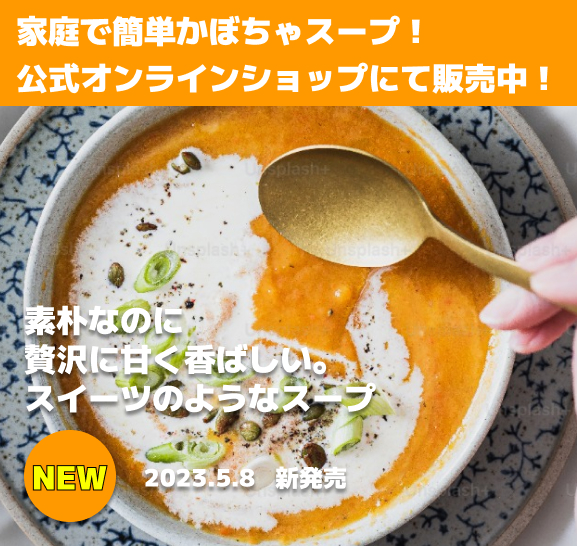 家庭で簡単かぼちゃスープ！
公式オンラインショップにて販売中！
Unsplash+
Unsplash+
Unsplash+
素朴なのに
贅沢に甘く香ばしい。
スイーツのようなスープ
NEW
2023.5.8 新発売